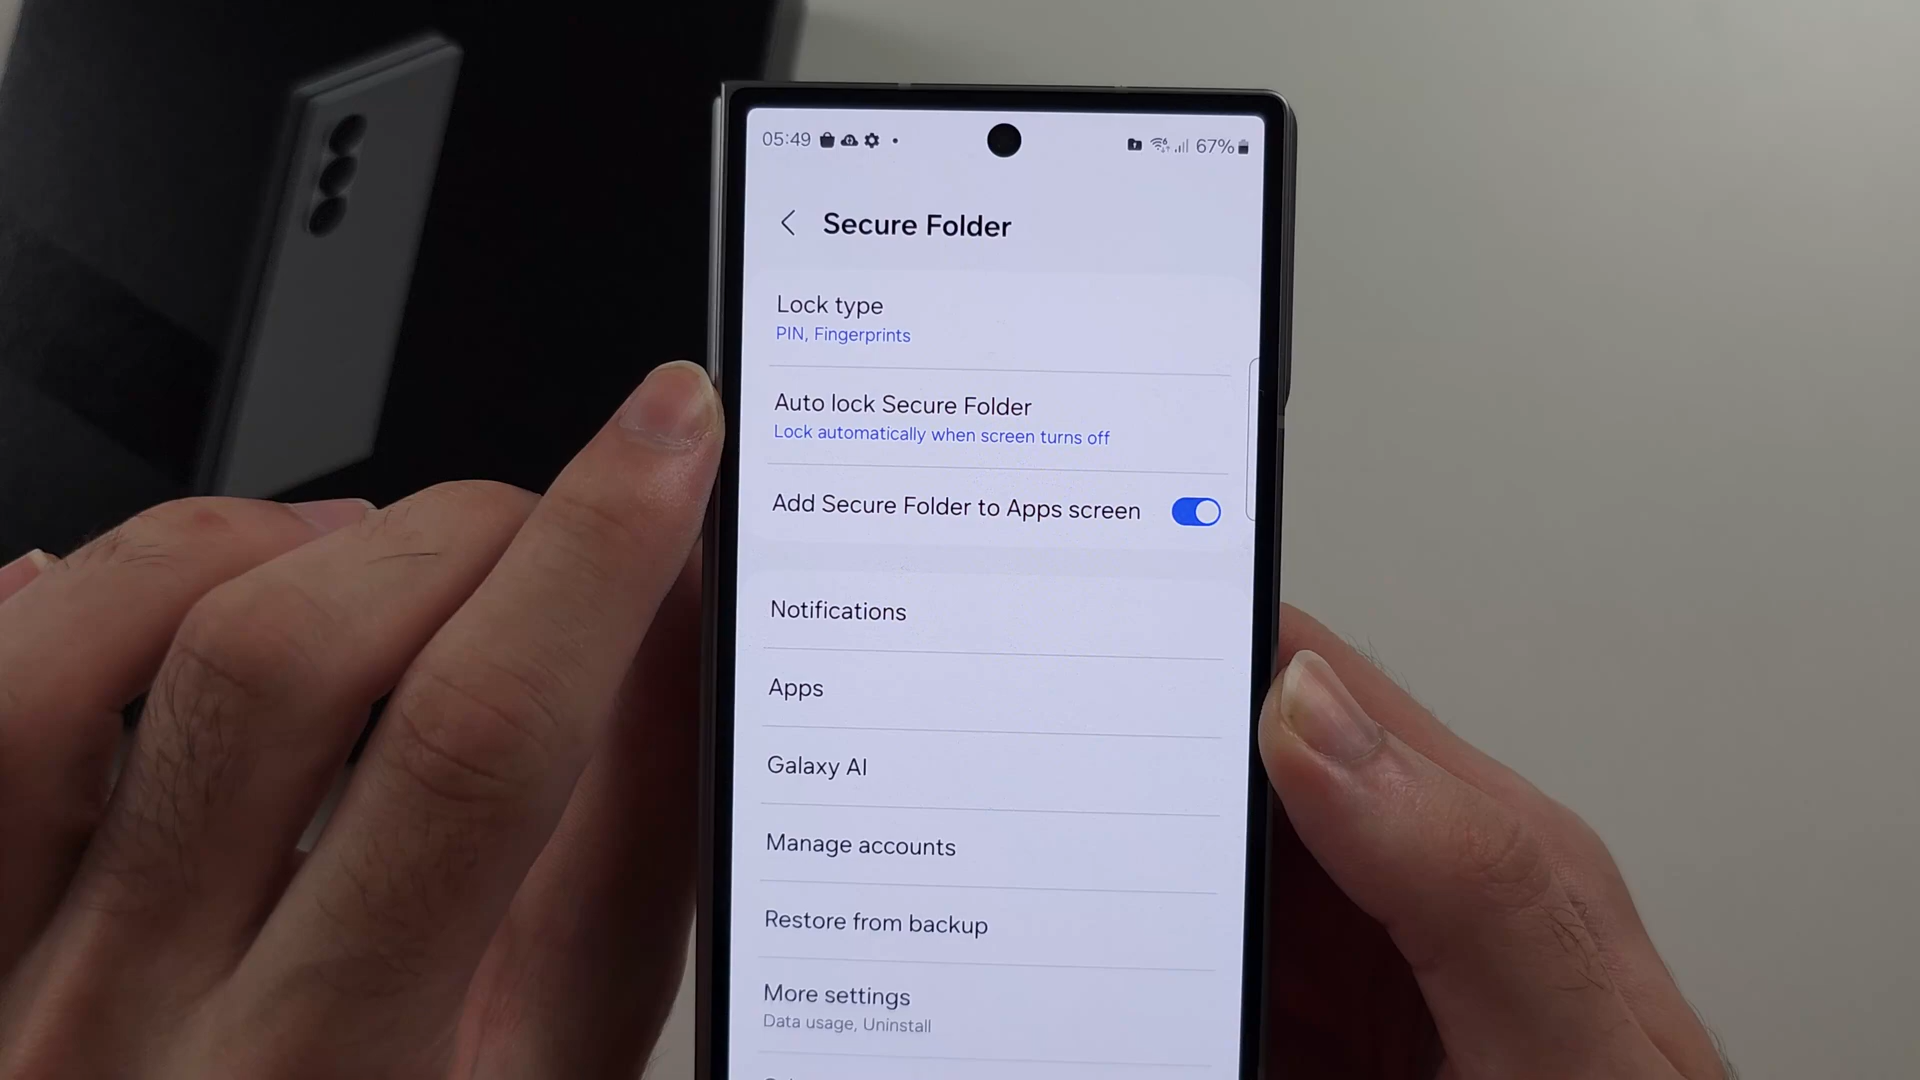 05:49
67%
Secure Folder
Lock type
PIN, Fingerprints
Auto lock Secure Folder
Lock automatically when screen turns off
Add Secure Folder to Apps screen
Notifications
Apps
Galaxy AI
Manage accounts
Restore from backup
More settings
Data usage, Uninstall